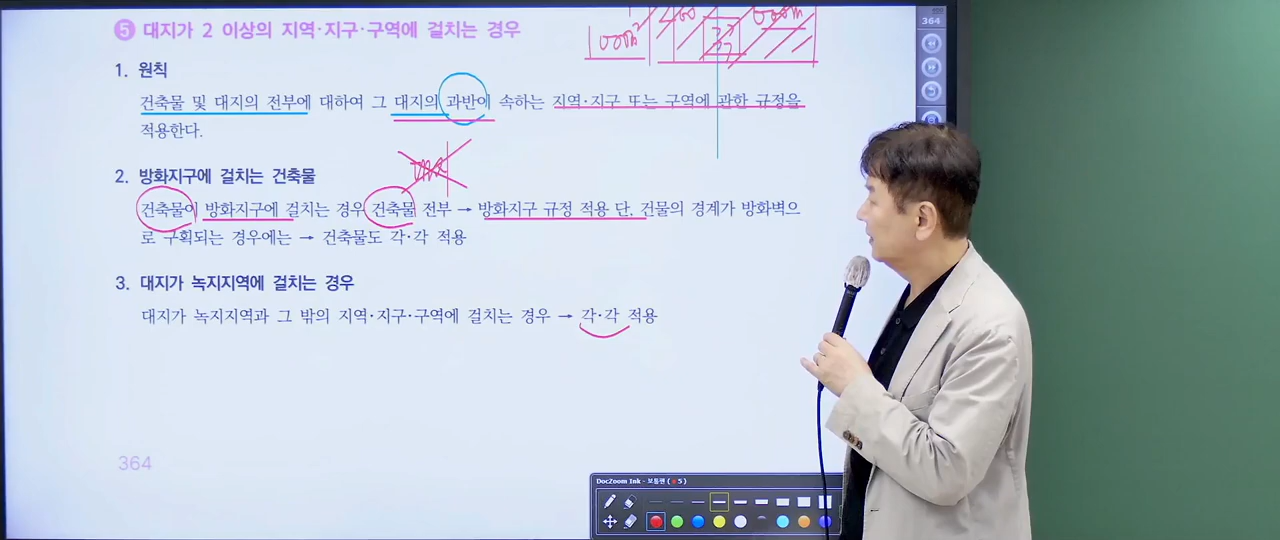 ❺ 대지가 2 이상의 지역·지구·구역에 걸치는 경우
364
1. 원칙
건축물 및 대지의 전부에 대하여 그 대지의 과반이 속하는 지역·지구 또는 구역에 관한 규정을
적용한다.
2. 방화지구에 걸치는 건축물
건축물이 방화지구에 걸치는 경우 건축물 전부 → 방화지구 규정 적용 단. 건물의 경계가 방화벽으
로 구획되는 경우에는 → 건축물도 각·각 적용
3. 대지가 녹지지역에 걸치는 경우
대지가 녹지지역과 그 밖의 지역·지구·구역에 걸치는 경우 → 각·각 적용
364
DocZoom Ink - 보통펜 ( 5 )